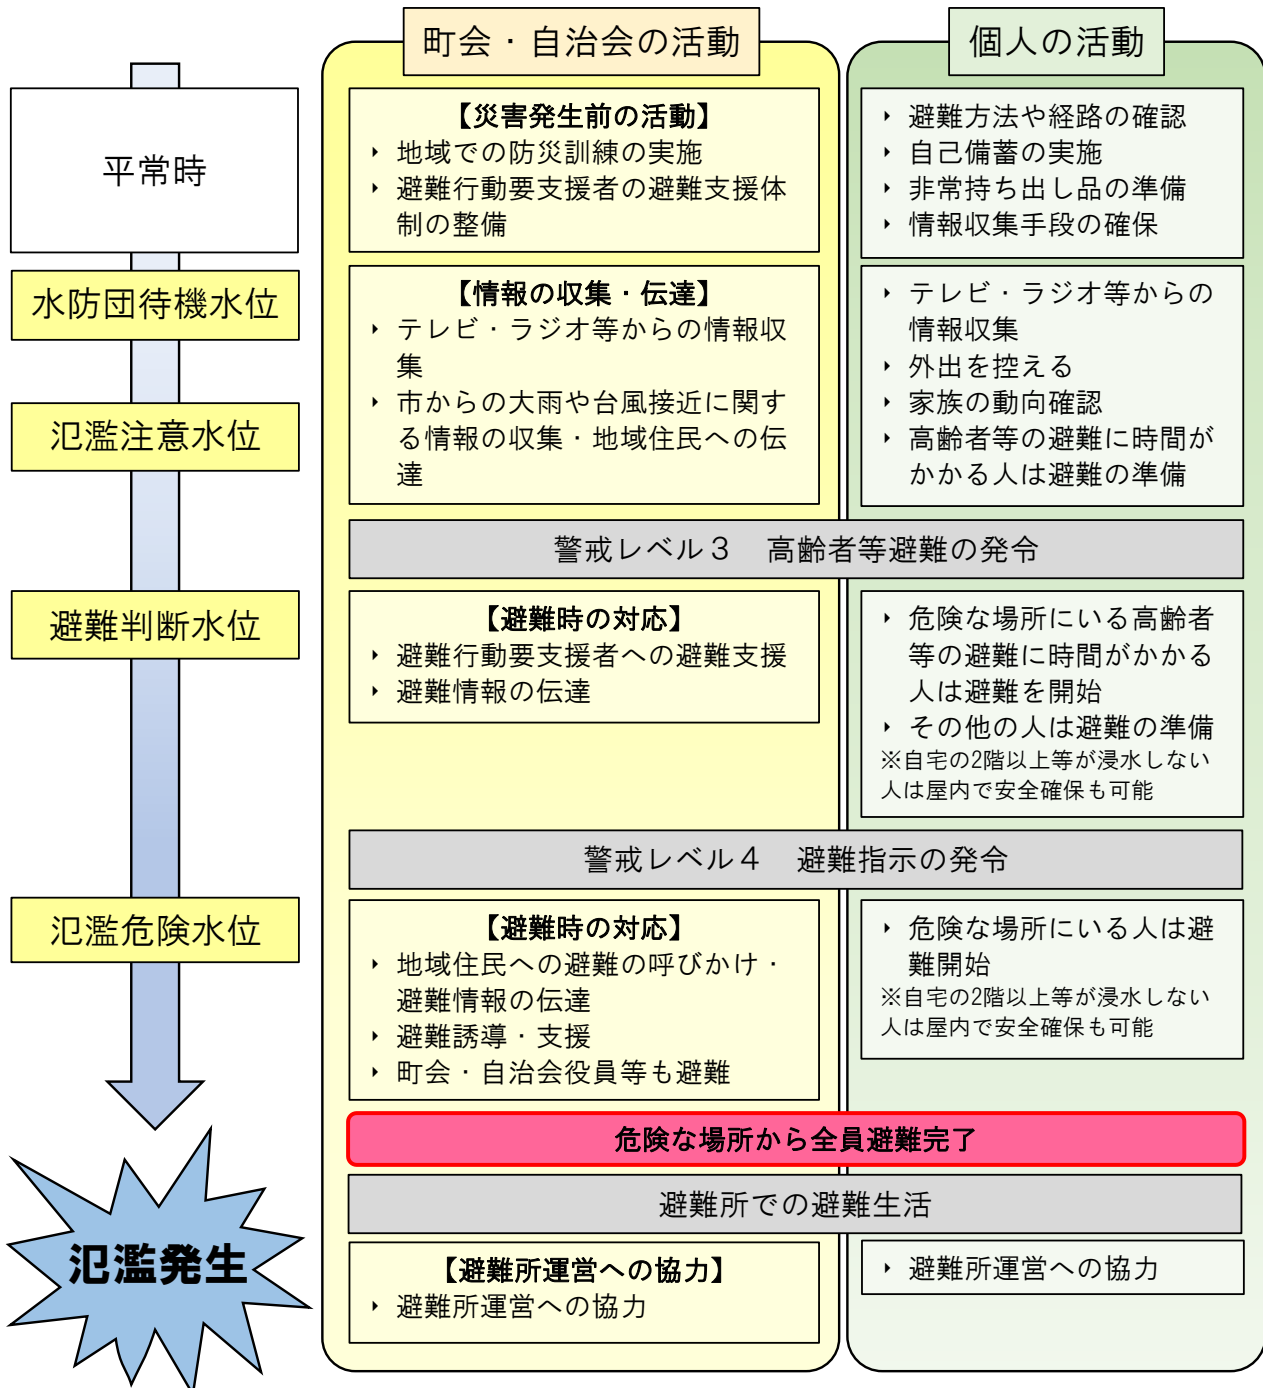 町会・自治会の活動
個人の活動
平常時
【災害発生前の活動】
‣ 地域での防災訓練の実施
‣ 避難行動要支援者の避難支援体
制の整備
‣ 避難方法や経路の確認
‣ 自己備蓄の実施
‣ 非常持ち出し品の準備
‣ 情報収集手段の確保
水防団待機水位
氾濫注意水位
【情報の収集・伝達】
‣ テレビ・ラジオ等からの情報収
集
‣ 市からの大雨や台風接近に関す
る情報の収集・地域住民への伝
達
‣ テレビ・ラジオ等からの
情報収集
‣ 外出を控える
‣ 家族の動向確認
‣ 高齢者等の避難に時間が
かかる人は避難の準備
警戒レベル３　高齢者等避難の発令
避難判断水位
【避難時の対応】
‣ 避難行動要支援者への避難支援
‣ 避難情報の伝達
‣ 危険な場所にいる高齢者
等の避難に時間がかかる
人は避難を開始
‣ その他の人は避難の準備
※自宅の2階以上等が浸水しない
人は屋内で安全確保も可能
警戒レベル４　避難指示の発令
氾濫危険水位
【避難時の対応】
‣ 地域住民への避難の呼びかけ・
避難情報の伝達
‣ 避難誘導・支援
‣ 町会・自治会役員等も避難
‣ 危険な場所にいる人は避
難開始
※自宅の2階以上等が浸水しない
人は屋内で安全確保も可能
危険な場所から全員避難完了
避難所での避難生活
氾濫発生
【避難所運営への協力】
‣ 避難所運営への協力
‣ 避難所運営への協力